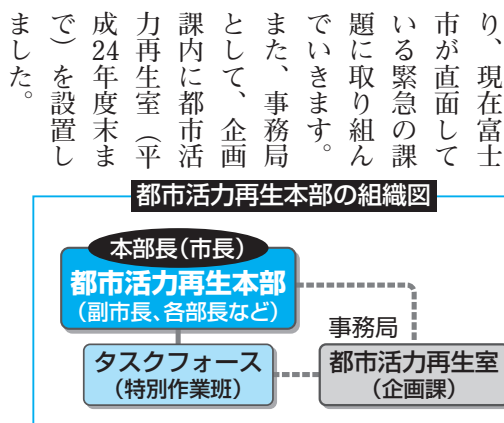 り、現在富士
市が直面して
いる緊急の課
題に取り組ん
でいきます。
また、事務局
として、企画
課内に都市活
力再生室（平
成24年度末ま
で）を設置し
ました。
都市活力再生本部の組織図
本部長（市長）
都市活力再生本部
（副市長、各部長など）
事務局
タスクフォース
（特別作業班）
都市活力再生室
（企画課）